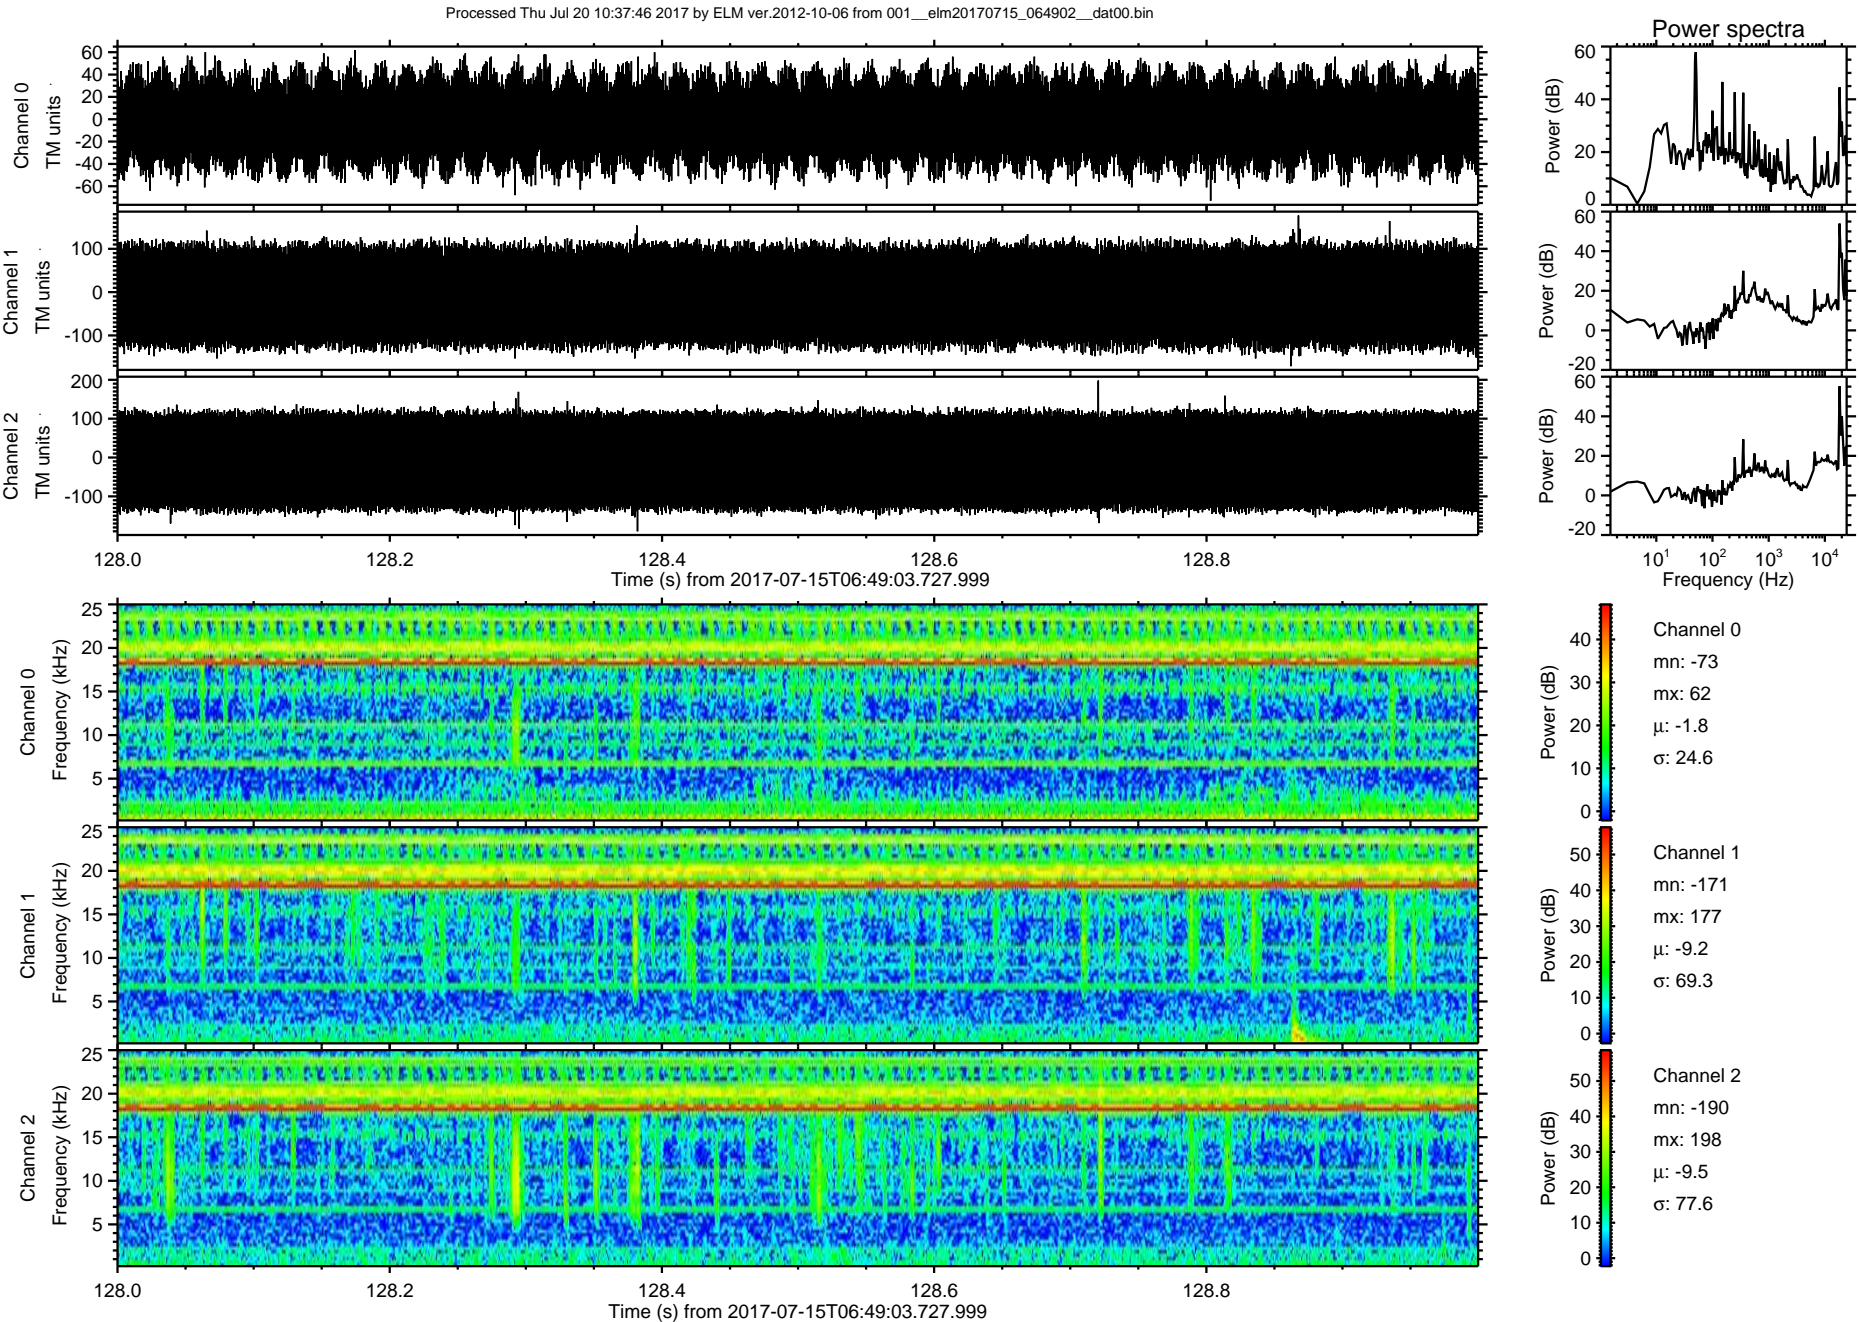 Processed Thu Jul 20 10:37:46 2017 by ELM ver.2012-10-06 from 001__elm20170715_064902__dat00.bin
Power spectra
Channel 0
TM units
60
40
20
0
-20
-40
-60
Power (dB)
60
40
20
0
Channel 1
TM units
100
0
-100
Power (dB)
60
40
20
0
-20
Channel 2
TM units
200
100
0
-100
Power (dB)
60
40
20
0
-20
128.0 128.2 128.4 128.6 128.8
Time (s) from 2017-07-15T06:49:03.727.999
10¹ 10² 10³ 10⁴
Frequency (Hz)
Channel 0
Frequency (kHz)
25
20
15
10
5
Power (dB)
40
30
20
10
0
Channel 0
mn: -73
mx: 62
μ: -1.8
σ: 24.6
Channel 1
Frequency (kHz)
25
20
15
10
5
Power (dB)
50
40
30
20
10
0
Channel 1
mn: -171
mx: 177
μ: -9.2
σ: 69.3
Channel 2
Frequency (kHz)
25
20
15
10
5
Power (dB)
50
40
30
20
10
0
Channel 2
mn: -190
mx: 198
μ: -9.5
σ: 77.6
128.0 128.2 128.4 128.6 128.8
Time (s) from 2017-07-15T06:49:03.727.999